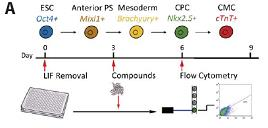 A
ESC Anterior PS Mesoderm CPC CMC
Oct4+ Mixl1+ Brachyury+ Nkx2.5+ cTnT+
Day 0 3 6 9
LIF Removal Compounds Flow Cytometry